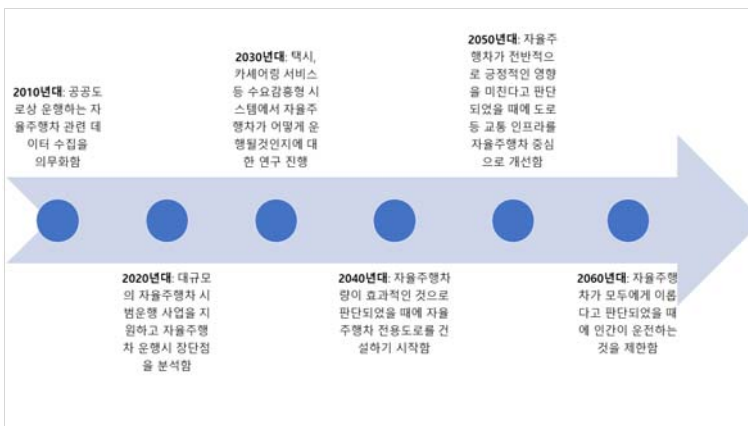 2010년대: 공공도
로상 운행하는 자
율주행차 관련 데
이터 수집을
의무화함
2020년대: 대규모
의 자율주행차 시
범운행 사업을 지
원하고 자율주행
차 운행시 장단점
을 분석함
2030년대: 택시,
카셰어링 서비스
등 수요감흥형 시
스템에서 자율주
행차가 어떻게 운
행될것인지에 대
한 연구 진행
2040년대: 자율주행차
량이 효과적인 것으로
판단되었을 때에 자율
주행차 전용도로를 건
설하기 시작함
2050년대: 자율주
행차가 전반적으
로 긍정적인 영향
을 미친다고 판단
되었을 때에 도로
등 교통 인프라를
자율주행차 중심
으로 개선함
2060년대: 자율주행
차가 모두에게 이롭
다고 판단되었을 때
에 인간이 운전하는
것을 제한함